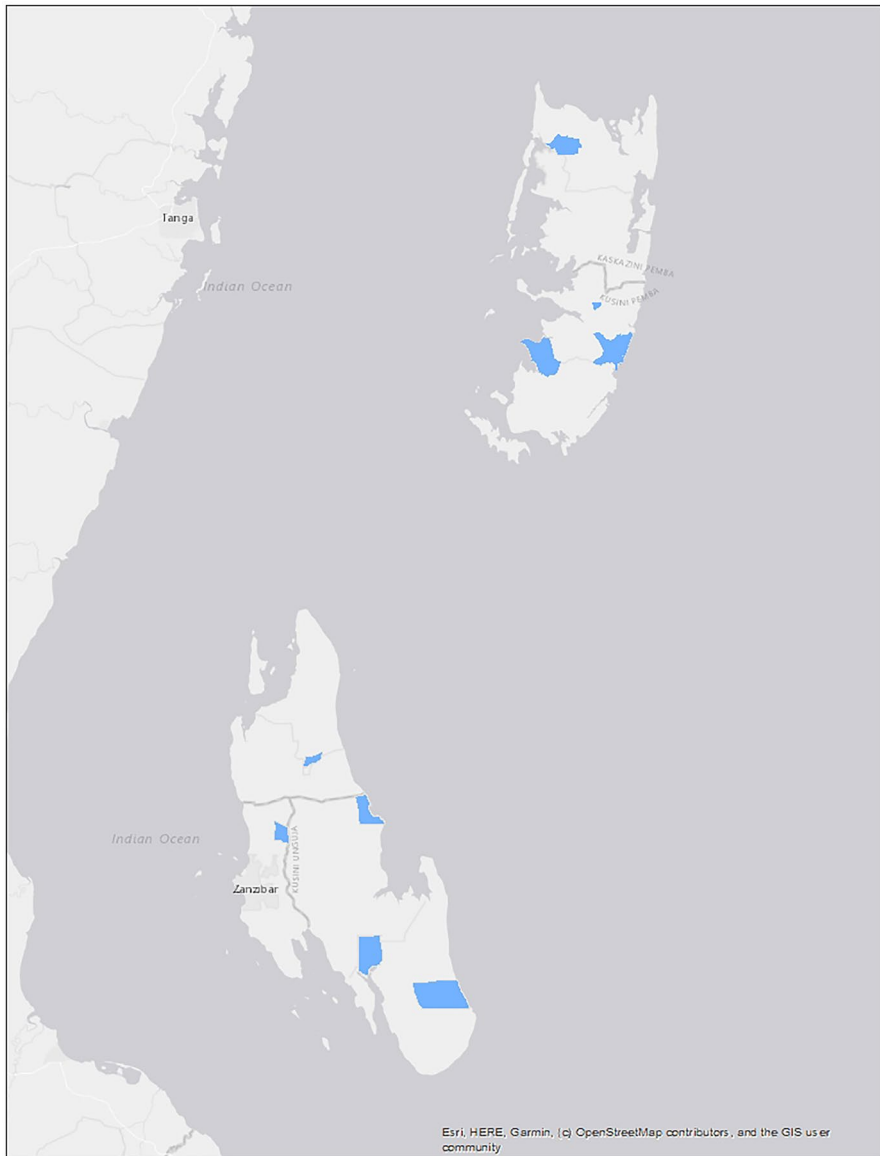 Tanga
Indian Ocean
KASKAZINI PEMBA
KUSINI PEMBA
Indian Ocean
KUSINI UNGUJA
Zanzibar
Esri, HERE, Garmin, (c) OpenStreetMap contributors, and the GIS user
community